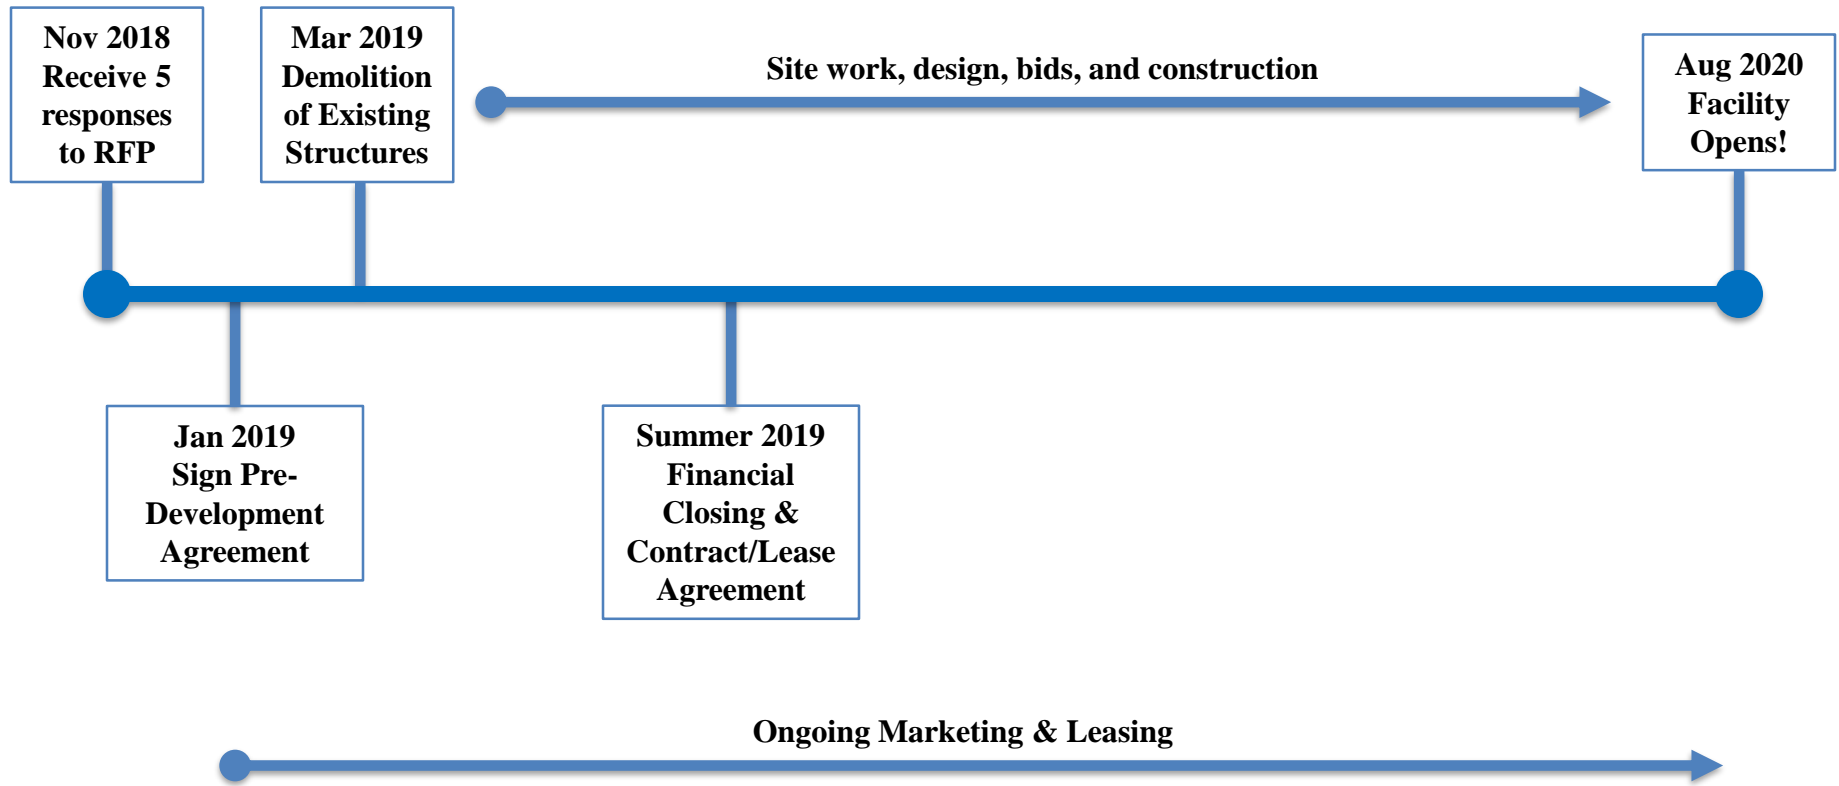 Nov 2018
Receive 5
responses
to RFP
Mar 2019
Demolition
of Existing
Structures
Site work, design, bids, and construction
Aug 2020
Facility
Opens!
Jan 2019
Sign Pre-
Development
Agreement
Summer 2019
Financial
Closing &
Contract/Lease
Agreement
Ongoing Marketing & Leasing